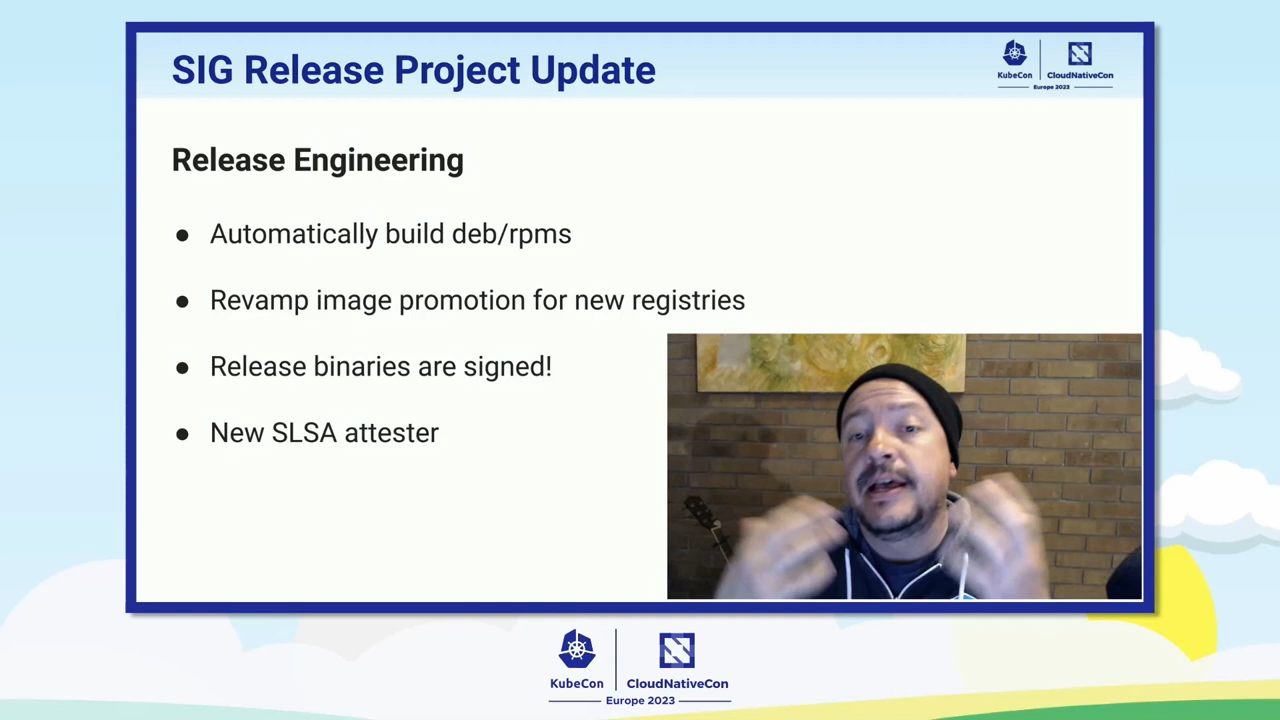 SIG Release Project Update
KubeCon
CloudNativeCon
Europe 2023
Release Engineering
● Automatically build deb/rpms
● Revamp image promotion for new registries
● Release binaries are signed!
● New SLSA attester
KubeCon
CloudNativeCon
Europe 2023